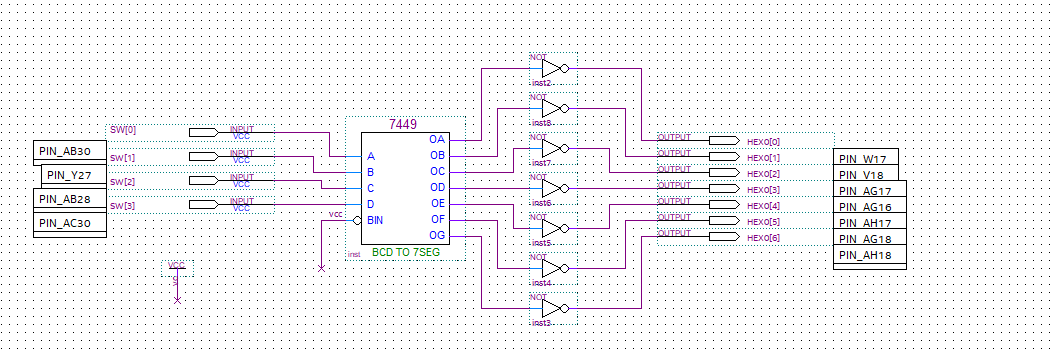 NOT
inst2
NOT
inst8
7449
SW[0]
INPUT
VCC
OA
OUTPUT
HEX0[0]
NOT
inst7
PIN_AB30
SW[1]
INPUT
VCC
A
OB
OUTPUT
HEX0[1]
PIN_W17
PIN_Y27
SW[2]
INPUT
VCC
B
OC
OUTPUT
HEX0[2]
PIN_V18
NOT
inst6
PIN_AB28
SW[3]
INPUT
VCC
C
OD
OUTPUT
HEX0[3]
PIN_AG17
D
OE
OUTPUT
HEX0[4]
PIN_AG16
PIN_AC30
vcc
BIN
OF
OUTPUT
HEX0[5]
PIN_AH17
NOT
inst5
OG
OUTPUT
HEX0[6]
PIN_AG18
inst
BCD TO 7SEG
PIN_AH18
VCC
NOT
inst4
NOT
inst3